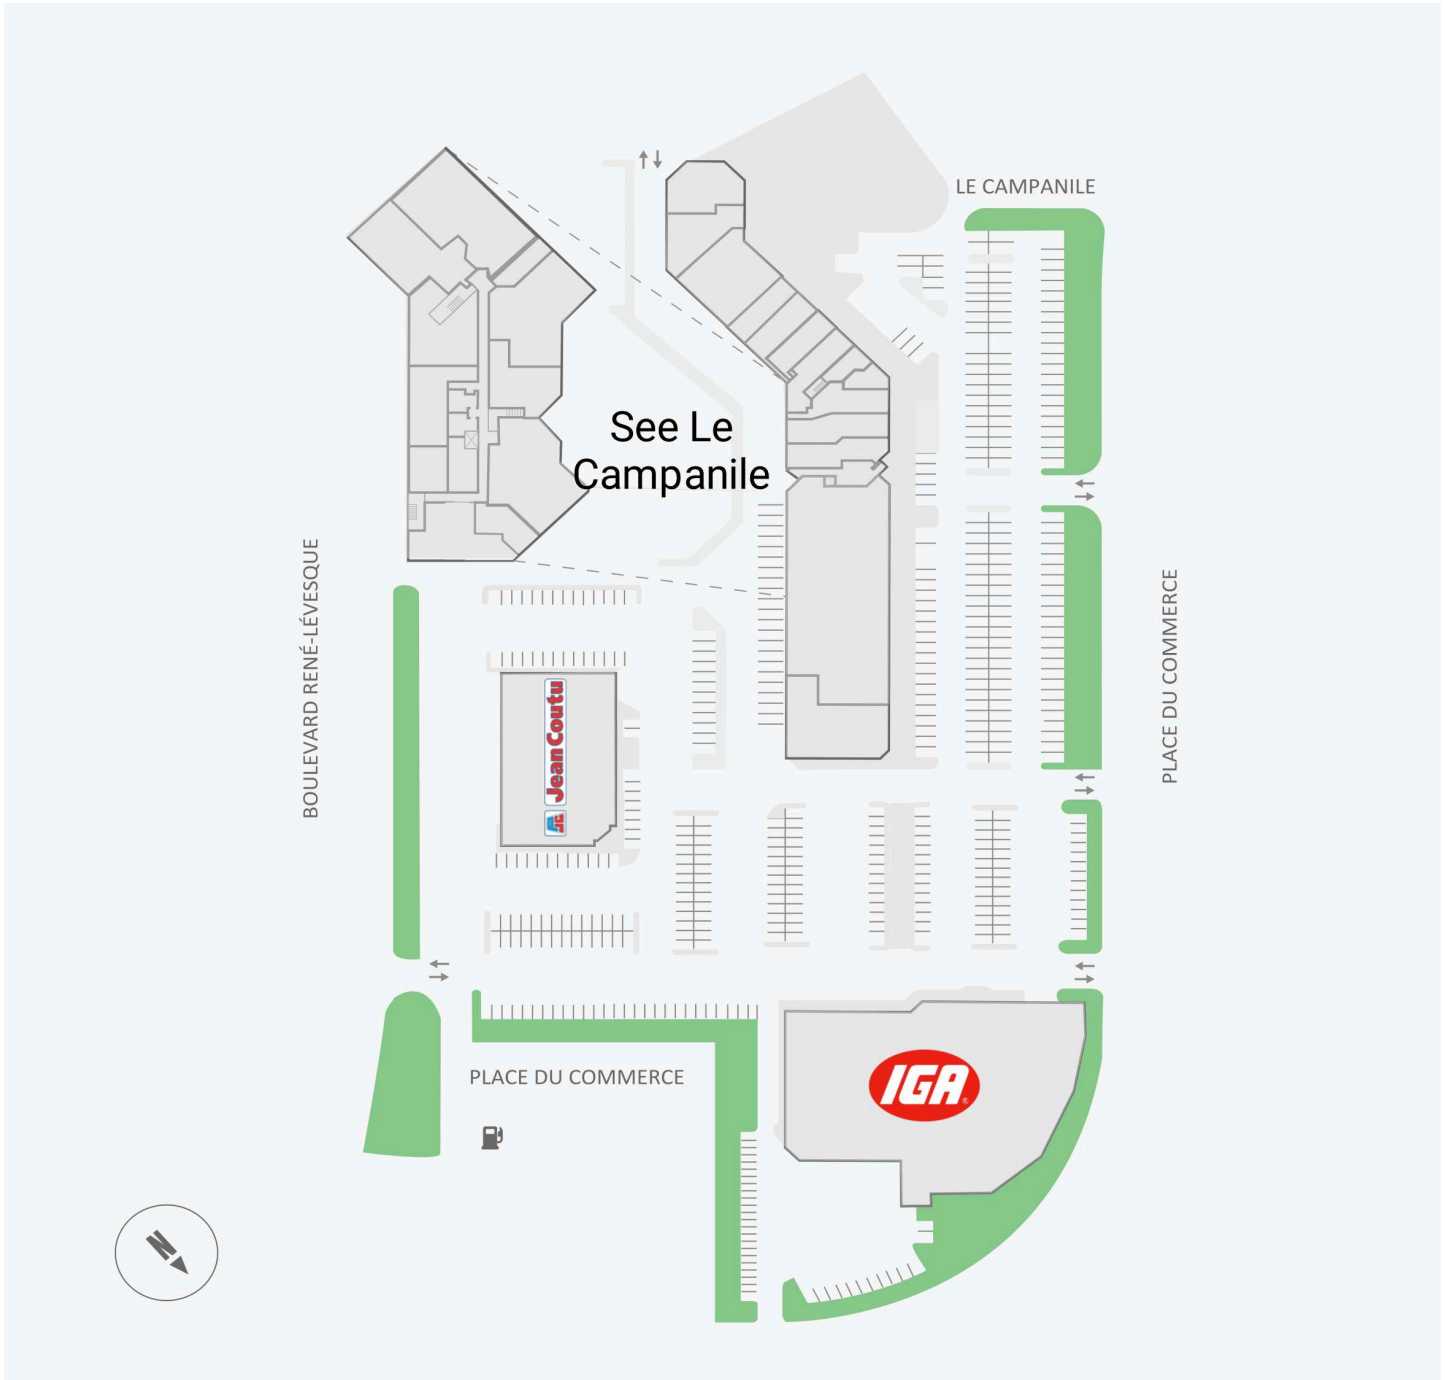 LE CAMPANILE
See Le
Campanile
BOULEVARD RENÉ-LÉVESQUE
PLACE DU COMMERCE
Jean Coutu
PLACE DU COMMERCE
IGA®
N